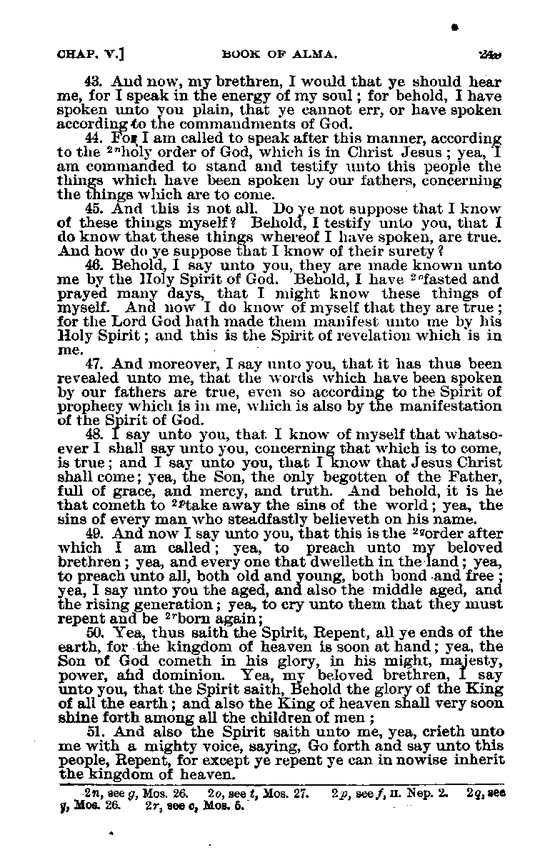 CHAP. V.] BOOK OF ALMA.
43. And now, my brethren, I would that ye should hear
me, for I speak in the energy of my soul; for behold, I have
spoken unto you plain, that ye cannot err, or have spoken
according to the commandments of God.
44. For I am called to speak after this manner, according
to the ²ⁿholy order of God, which is in Christ Jesus; yea, I
am commanded to stand and testify unto this people the
things which have been spoken by our fathers, concerning
the things which are to come.
45. And this is not all. Do ye not suppose that I know
of these things myself? Behold, I testify unto you, that I
do know that these things whereof I have spoken, are true.
And how do ye suppose that I know of their surety?
46. Behold, I say unto you, they are made known unto
me by the Holy Spirit of God. Behold, I have ²ᵒfasted and
prayed many days, that I might know these things of
myself. And now I do know of myself that they are true;
for the Lord God hath made them manifest unto me by his
Holy Spirit; and this is the Spirit of revelation which is in
me.
47. And moreover, I say unto you, that it has thus been
revealed unto me, that the words which have been spoken
by our fathers are true, even so according to the Spirit of
prophecy which is in me, which is also by the manifestation
of the Spirit of God.
48. I say unto you, that I know of myself that whatso-
ever I shall say unto you, concerning that which is to come,
is true; and I say unto you, that I know that Jesus Christ
shall come; yea, the Son, the only begotten of the Father,
full of grace, and mercy, and truth. And behold, it is he
that cometh to ²ᵖtake away the sins of the world; yea, the
sins of every man who steadfastly believeth on his name.
49. And now I say unto you, that this is the ²𐞥order after
which I am called; yea, to preach unto my beloved
brethren; yea, and every one that dwelleth in the land; yea,
to preach unto all, both old and young, both bond and free;
yea, I say unto you the aged, and also the middle aged, and
the rising generation; yea, to cry unto them that they must
repent and be ²ʳborn again;
50. Yea, thus saith the Spirit, Repent, all ye ends of the
earth, for the kingdom of heaven is soon at hand; yea, the
Son of God cometh in his glory, in his might, majesty,
power, and dominion. Yea, my beloved brethren, I say
unto you, that the Spirit saith, Behold the glory of the King
of all the earth; and also the King of heaven shall very soon
shine forth among all the children of men;
51. And also the Spirit saith unto me, yea, crieth unto
me with a mighty voice, saying, Go forth and say unto this
people, Repent, for except ye repent ye can in nowise inherit
the kingdom of heaven.
2n, see g, Mos. 26. 2o, see t, Mos. 27. 2p, see f, II. Nep. 2. 2q, see
g, Mos. 26. 2r, see c, Mos. 5.